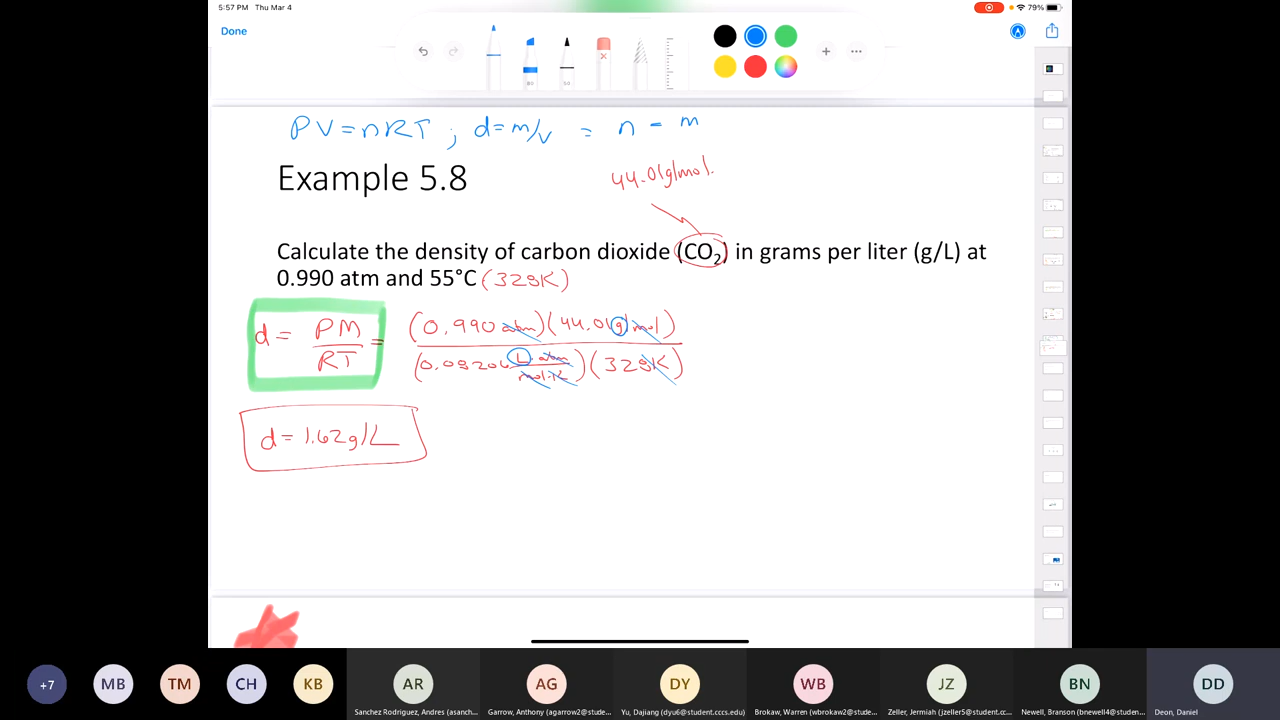 5:57 PM Thu Mar 4
79%
Done
PV=nRT ; d=m/V = n - m
Example 5.8
44.01g/mol.
Calculate the density of carbon dioxide (CO₂) in grams per liter (g/L) at
0.990 atm and 55°C (328K)
d = PM/RT = (0.990 atm)(44.01 g/mol) / (0.08206 L·atm/mol·K)(328K)
d = 1.62g/L
+7 MB TM CH KB AR AG DY WB JZ BN DD
Sanchez Rodriguez, Andres (asanch... Garrow, Anthony (agarrow2@stude... Yu, Dajiang (dyu6@student.cccs.edu) Brokaw, Warren (wbrokaw2@stude... Zeller, Jermiah (jzeller5@student.c... Newell, Branson (bnewell4@studen... Deon, Daniel